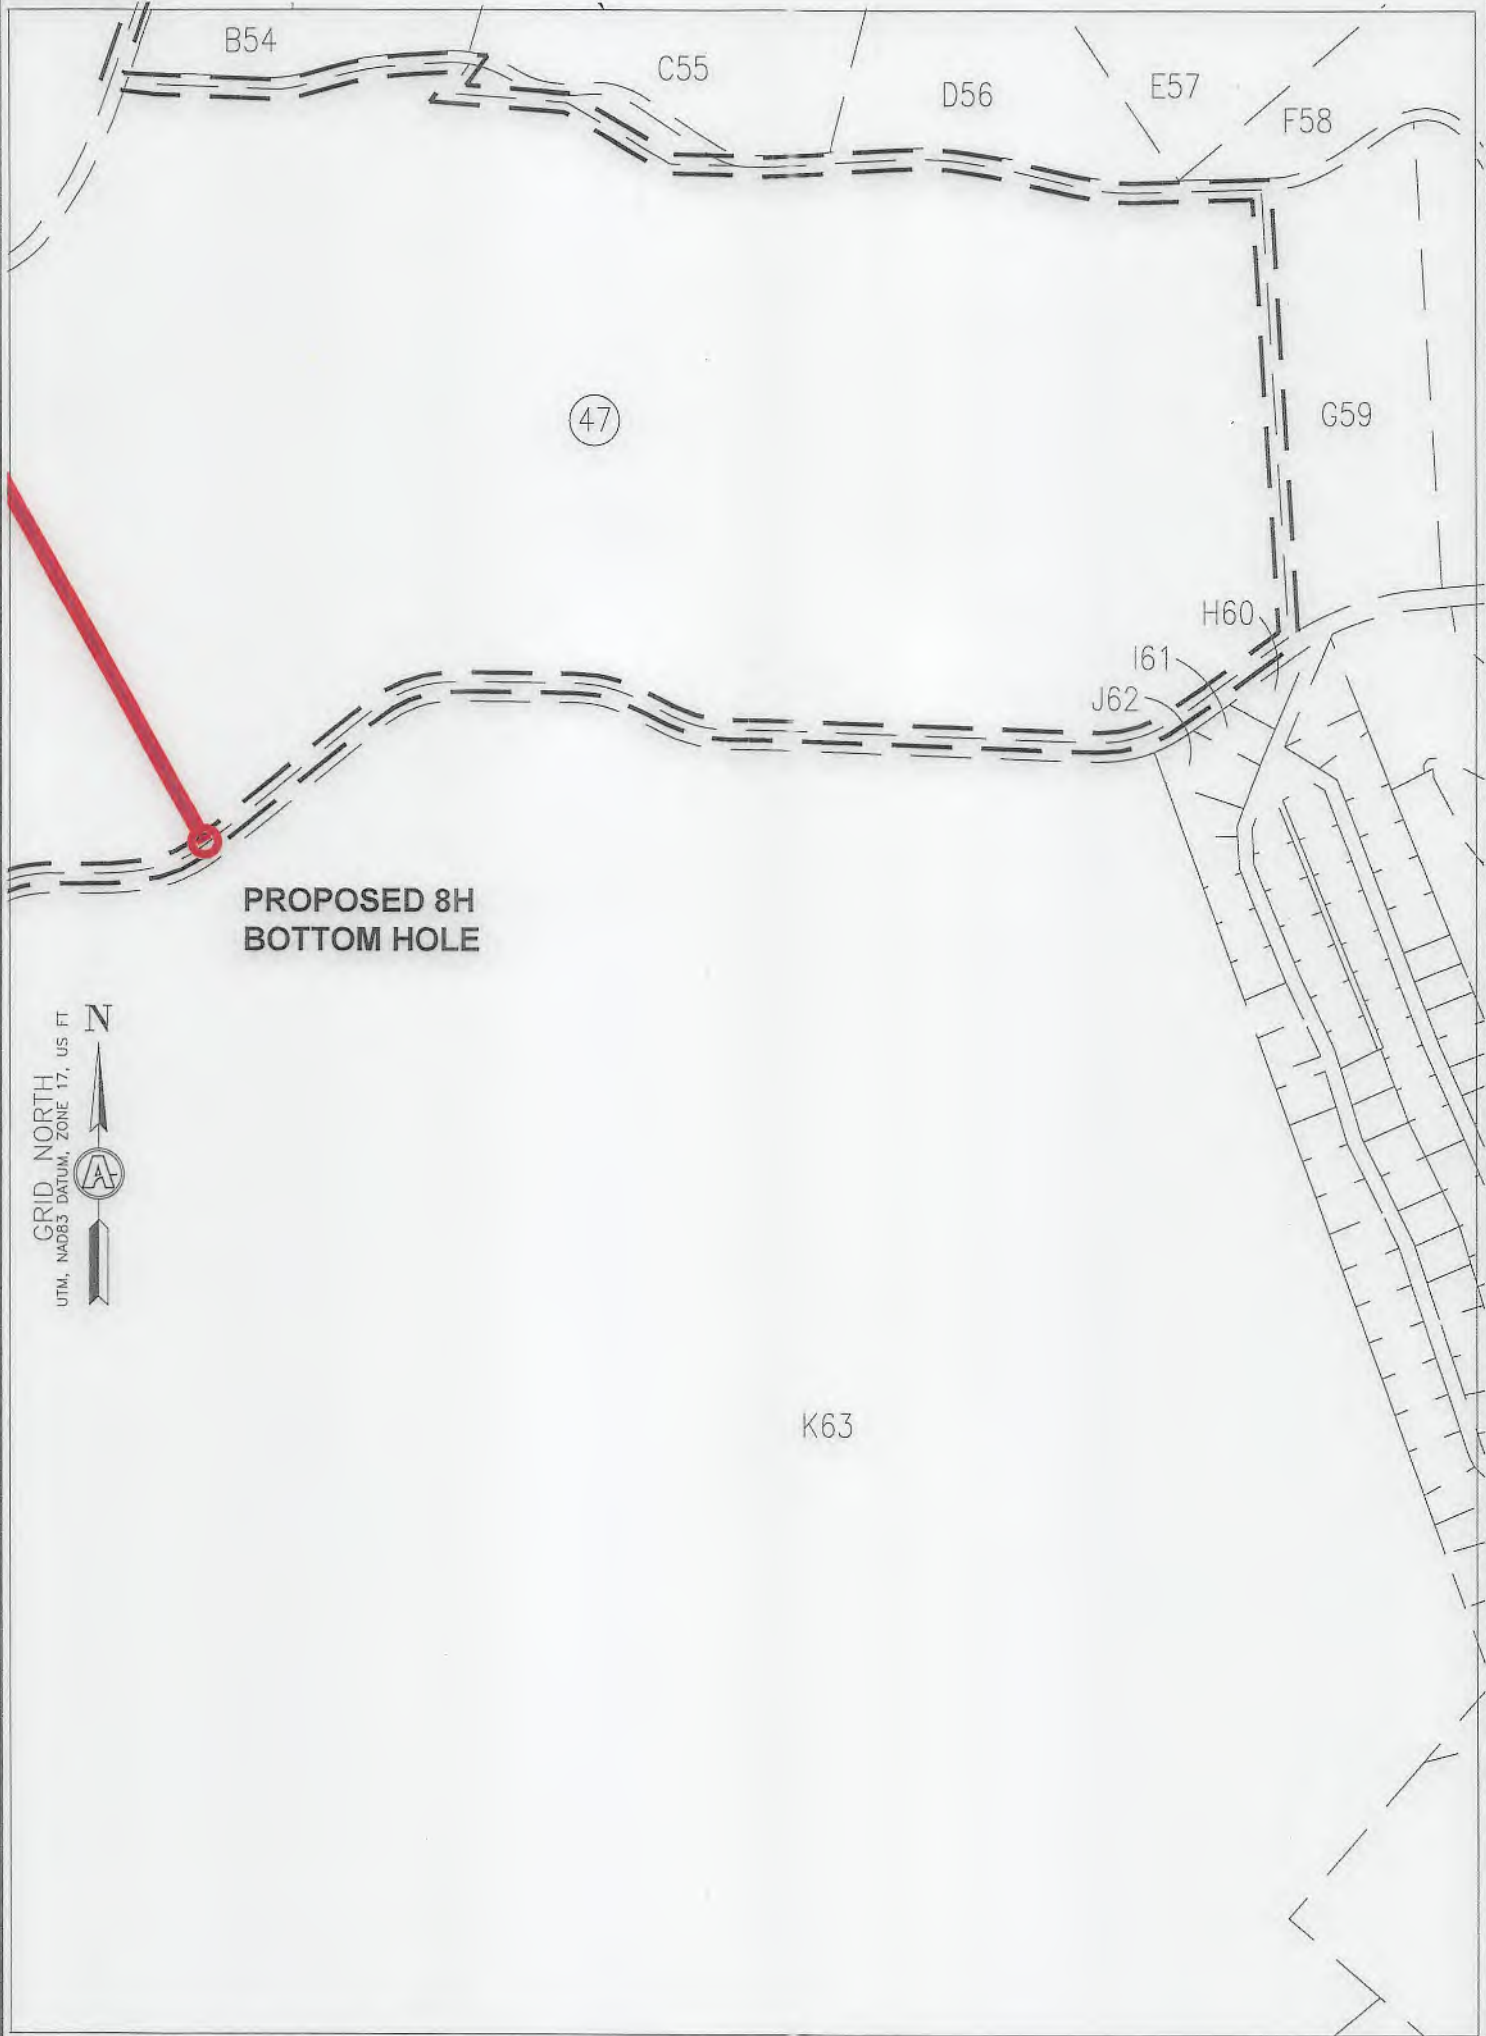 B54
C55
D56
E57
F58
47
G59
H60
I61
J62
PROPOSED 8H
BOTTOM HOLE
N
GRID NORTH
UTM, NAD83 DATUM, ZONE 17, US FT
A
K63